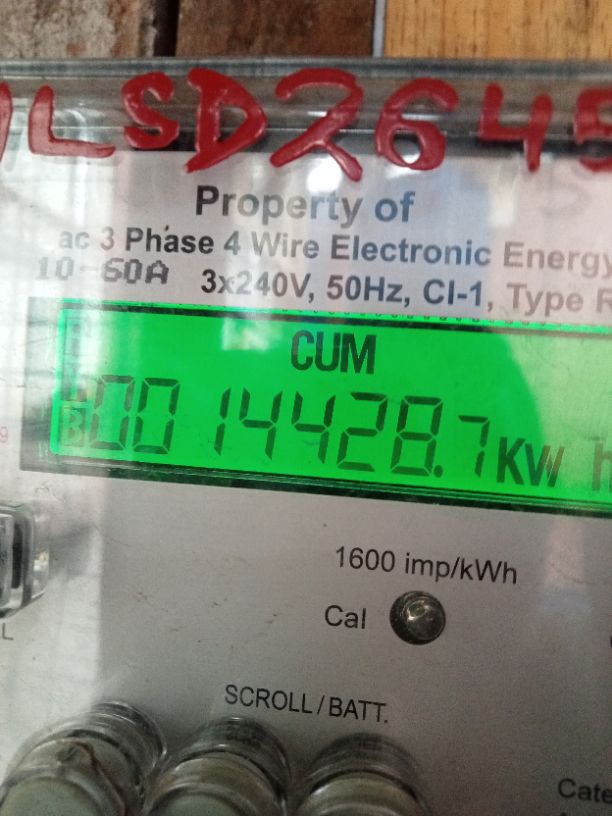 LSD2645
Property of
ac 3 Phase 4 Wire Electronic Energy
10-60A 3x240V, 50Hz, Cl-1, Type
CUM
R
Y
B 0014428.7 KW h
1600 imp/kWh
Cal
SCROLL/BATT.